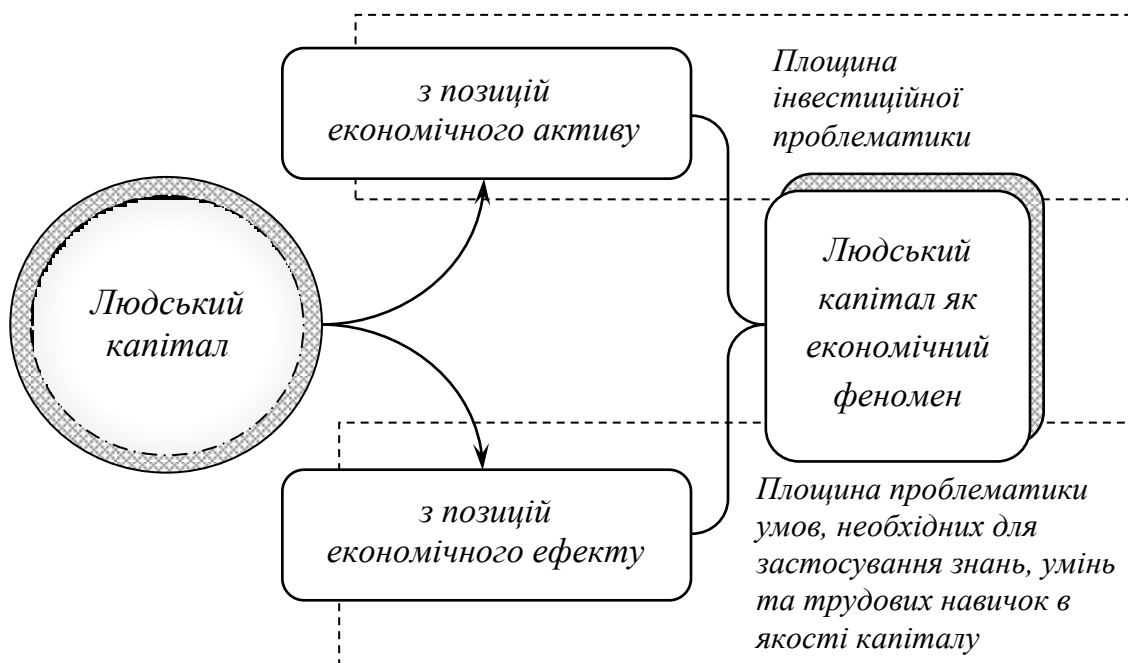 з позицій
економічного активу
Площина
інвестиційної
проблематики
Людський
капітал
Людський
капітал як
економічний
феномен
з позицій
економічного ефекту
Площина проблематики
умов, необхідних для
застосування знань, умінь
та трудових навичок в
якості капіталу